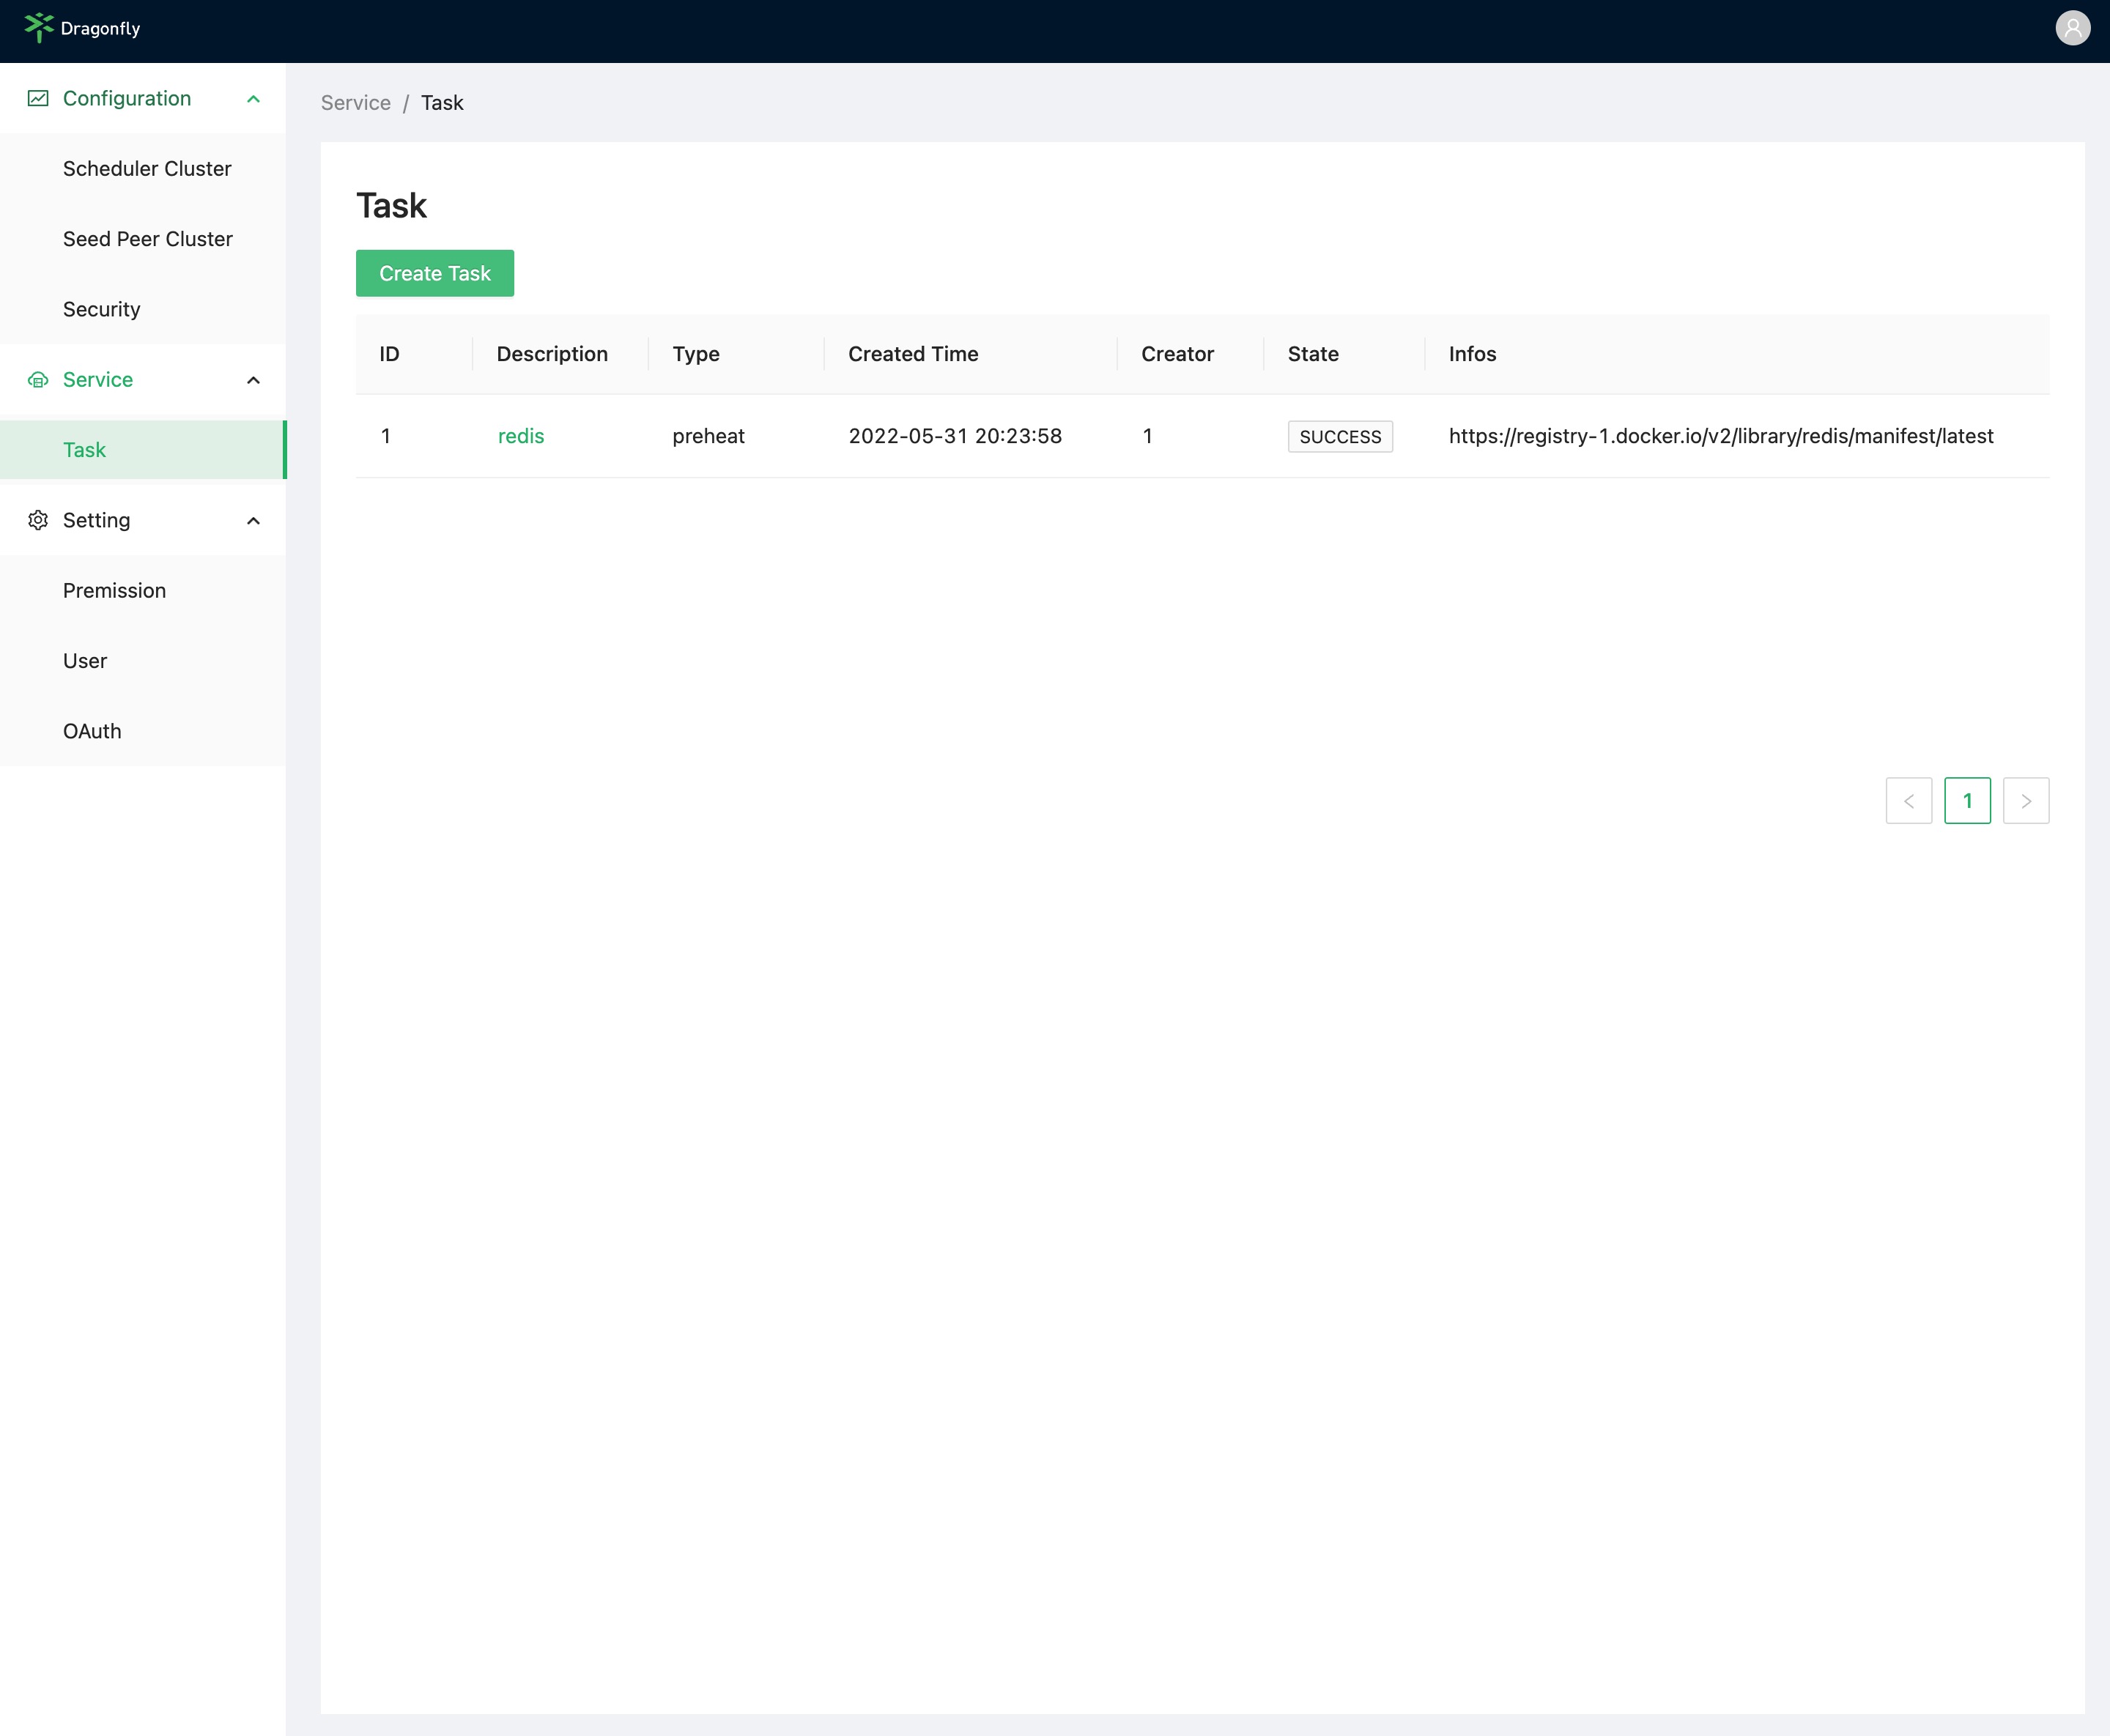 Dragonfly
Configuration
Scheduler Cluster
Seed Peer Cluster
Security
Service
Task
Setting
Premission
User
OAuth
Service / Task
Task
Create Task
ID Description Type Created Time Creator State Infos
1 redis preheat 2022-05-31 20:23:58 1 SUCCESS https://registry-1.docker.io/v2/library/redis/manifest/latest
< 1 >